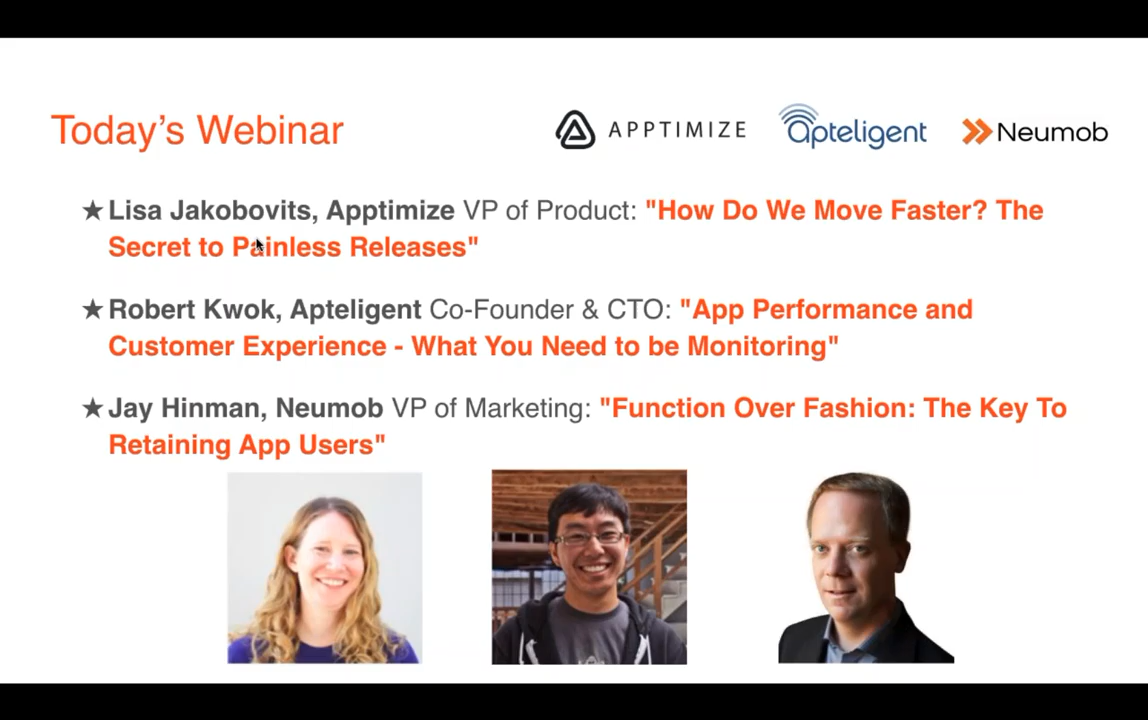 Today's Webinar
APPTIMIZE
apteligent
Neumob
★ Lisa Jakobovits, Apptimize VP of Product: "How Do We Move Faster? The
Secret to Painless Releases"
★ Robert Kwok, Apteligent Co-Founder & CTO: "App Performance and
Customer Experience - What You Need to be Monitoring"
★ Jay Hinman, Neumob VP of Marketing: "Function Over Fashion: The Key To
Retaining App Users"